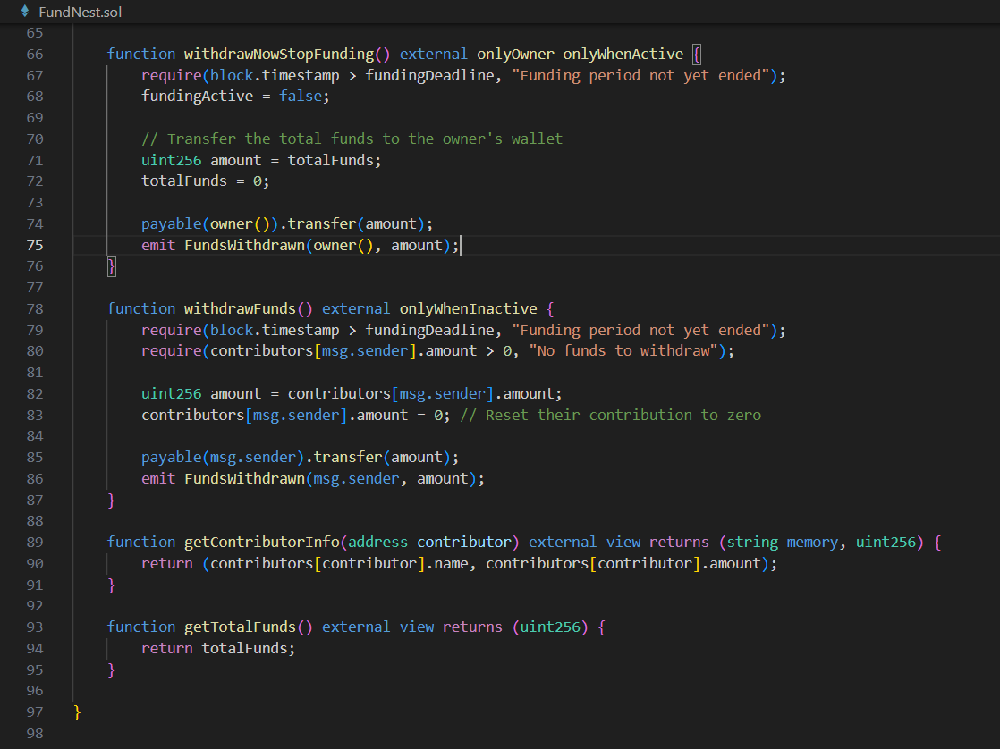 FundNest.sol
65
66 function withdrawNowStopFunding() external onlyOwner onlyWhenActive {
67 require(block.timestamp > fundingDeadline, "Funding period not yet ended");
68 fundingActive = false;
69
70 // Transfer the total funds to the owner's wallet
71 uint256 amount = totalFunds;
72 totalFunds = 0;
73
74 payable(owner()).transfer(amount);
75 emit FundsWithdrawn(owner(), amount);
76 }
77
78 function withdrawFunds() external onlyWhenInactive {
79 require(block.timestamp > fundingDeadline, "Funding period not yet ended");
80 require(contributors[msg.sender].amount > 0, "No funds to withdraw");
81
82 uint256 amount = contributors[msg.sender].amount;
83 contributors[msg.sender].amount = 0; // Reset their contribution to zero
84
85 payable(msg.sender).transfer(amount);
86 emit FundsWithdrawn(msg.sender, amount);
87 }
88
89 function getContributorInfo(address contributor) external view returns (string memory, uint256) {
90 return (contributors[contributor].name, contributors[contributor].amount);
91 }
92
93 function getTotalFunds() external view returns (uint256) {
94 return totalFunds;
95 }
96
97 }
98